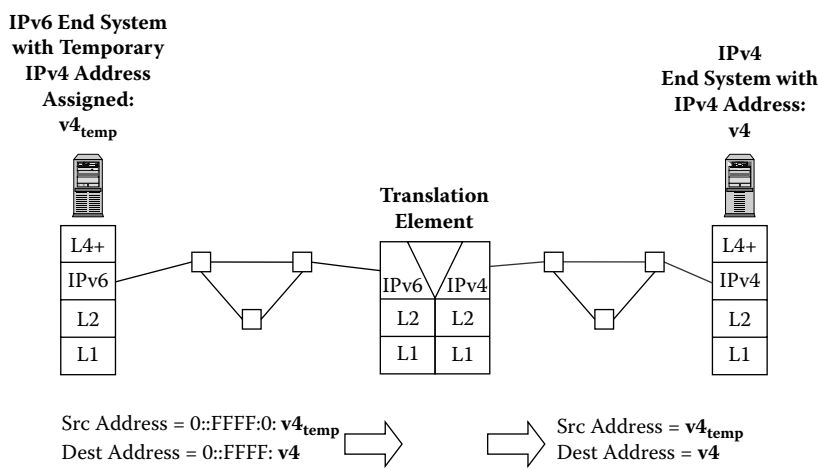 IPv6 End System
with Temporary
IPv4 Address
Assigned:
v4temp
IPv4
End System with
IPv4 Address:
v4
Translation
Element
L4+
IPv6
L2
L1
IPv6 IPv4
L2 L2
L1 L1
L4+
IPv4
L2
L1
Src Address = 0::FFFF:0: v4temp
Dest Address = 0::FFFF: v4
Src Address = v4temp
Dest Address = v4